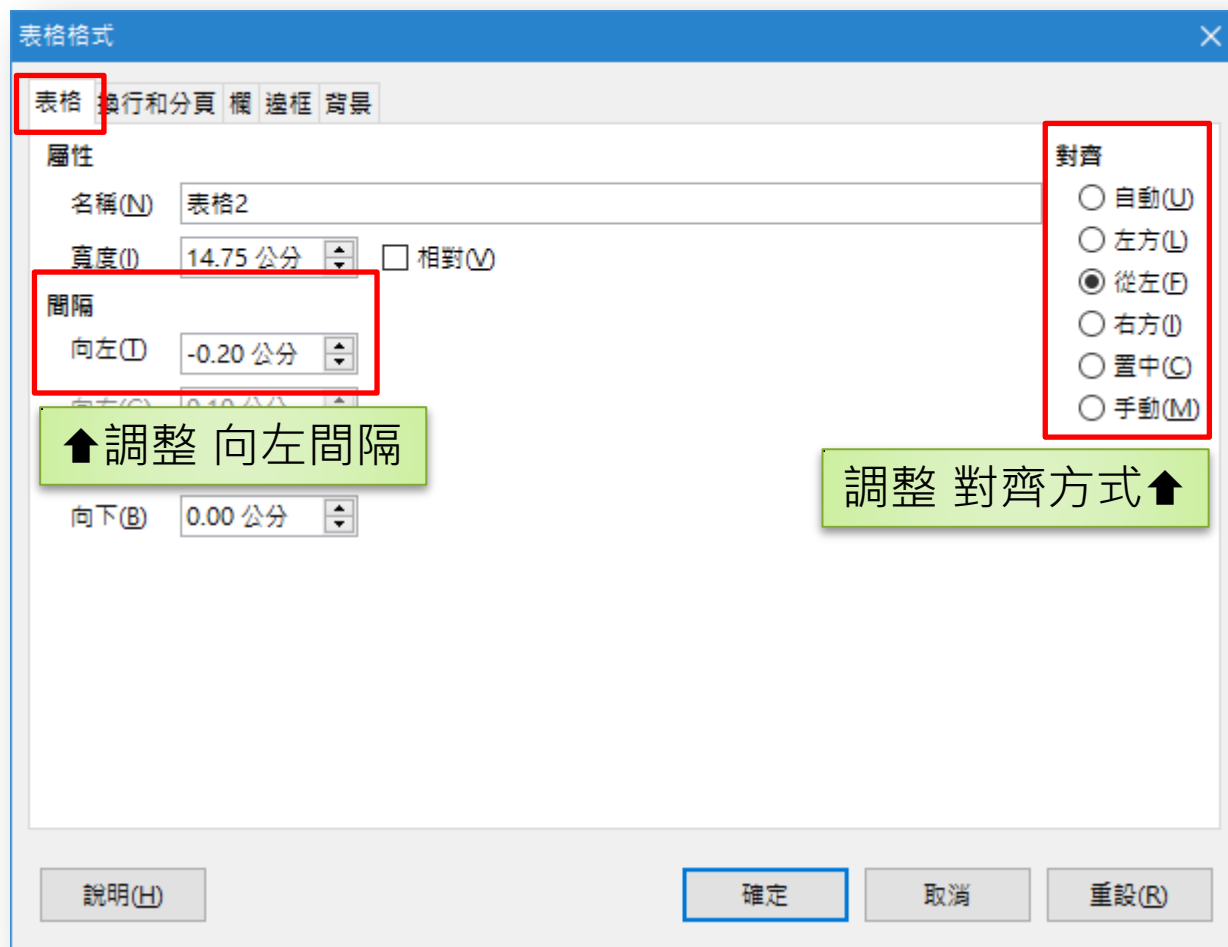 表格格式
表格 換行和分頁 欄 邊框 背景
屬性
名稱(N) 表格2
寬度(I) 14.75 公分 相對(V)
間隔
向左(T) -0.20 公分
↑調整 向左間隔
向下(B) 0.00 公分
對齊
自動(U)
左方(L)
從左(F)
右方(I)
置中(C)
手動(M)
調整 對齊方式↑
說明(H) 確定 取消 重設(R)